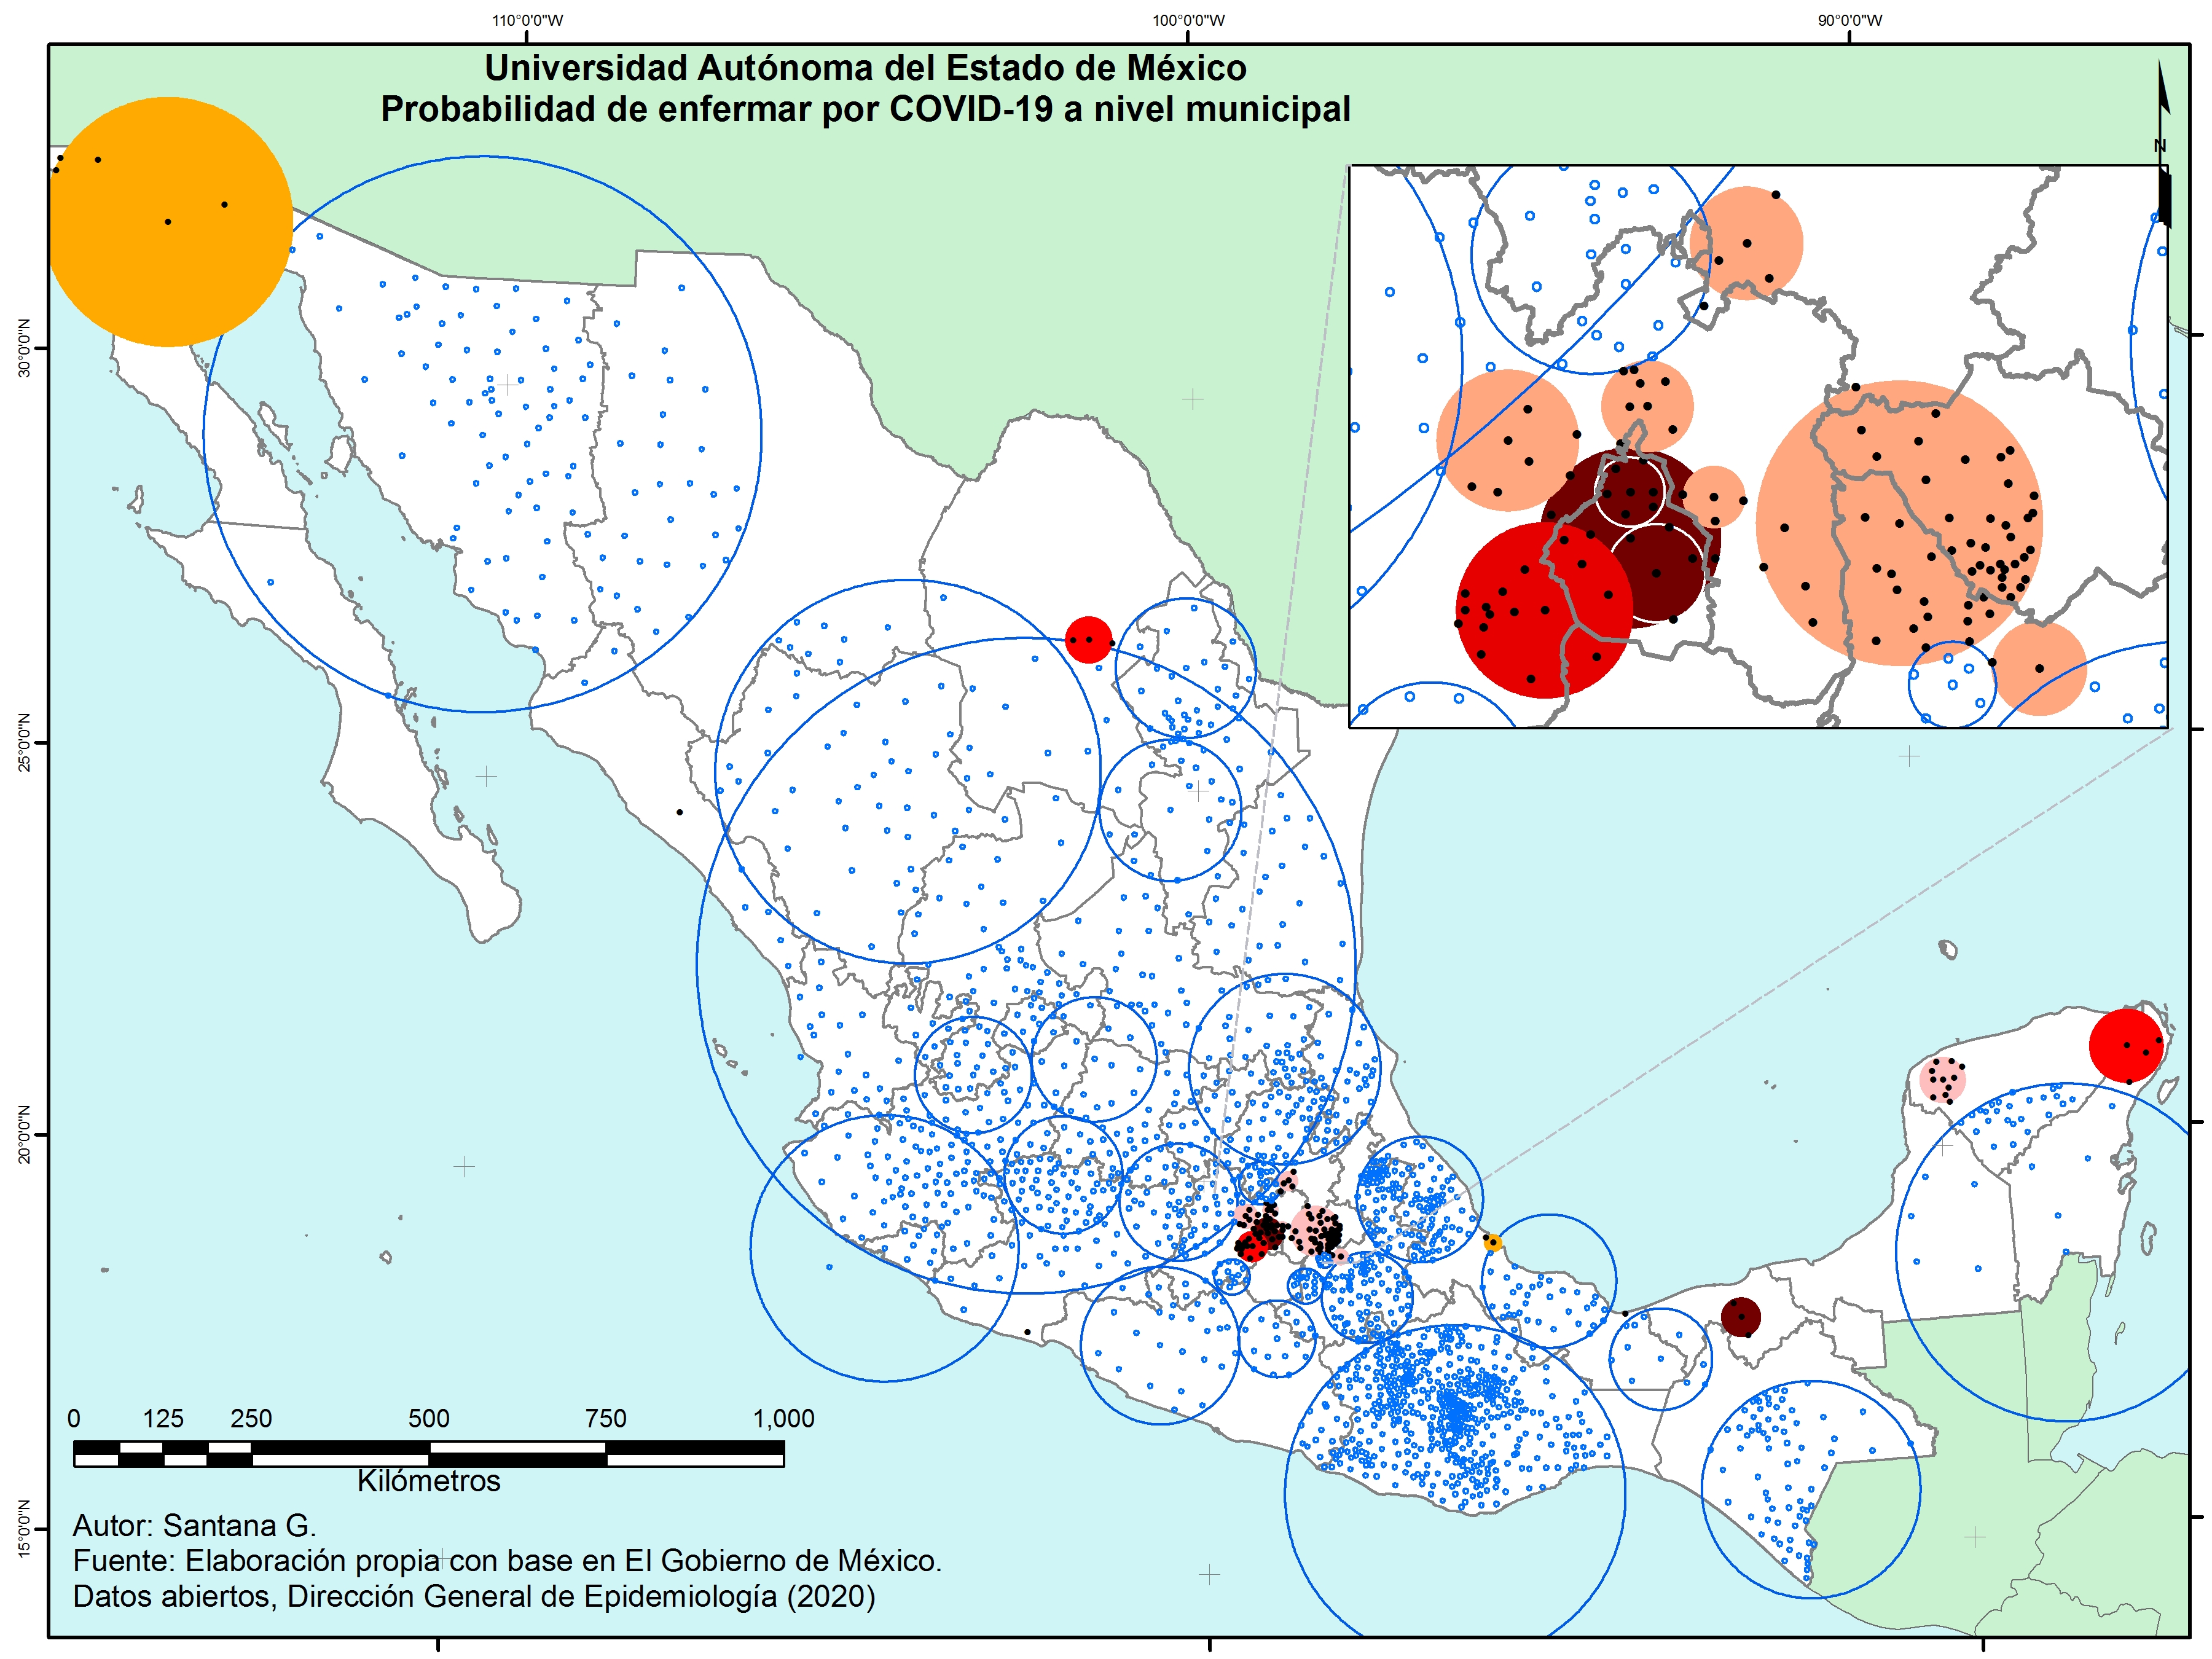 110°0'0"W 100°0'0"W 90°0'0"W
Universidad Autónoma del Estado de México
Probabilidad de enfermar por COVID-19 a nivel municipal
N
30°0'0"N
25°0'0"N
20°0'0"N
15°0'0"N
0 125 250 500 750 1,000
Kilómetros
Autor: Santana G.
Fuente: Elaboración propia con base en El Gobierno de México.
Datos abiertos, Dirección General de Epidemiología (2020)